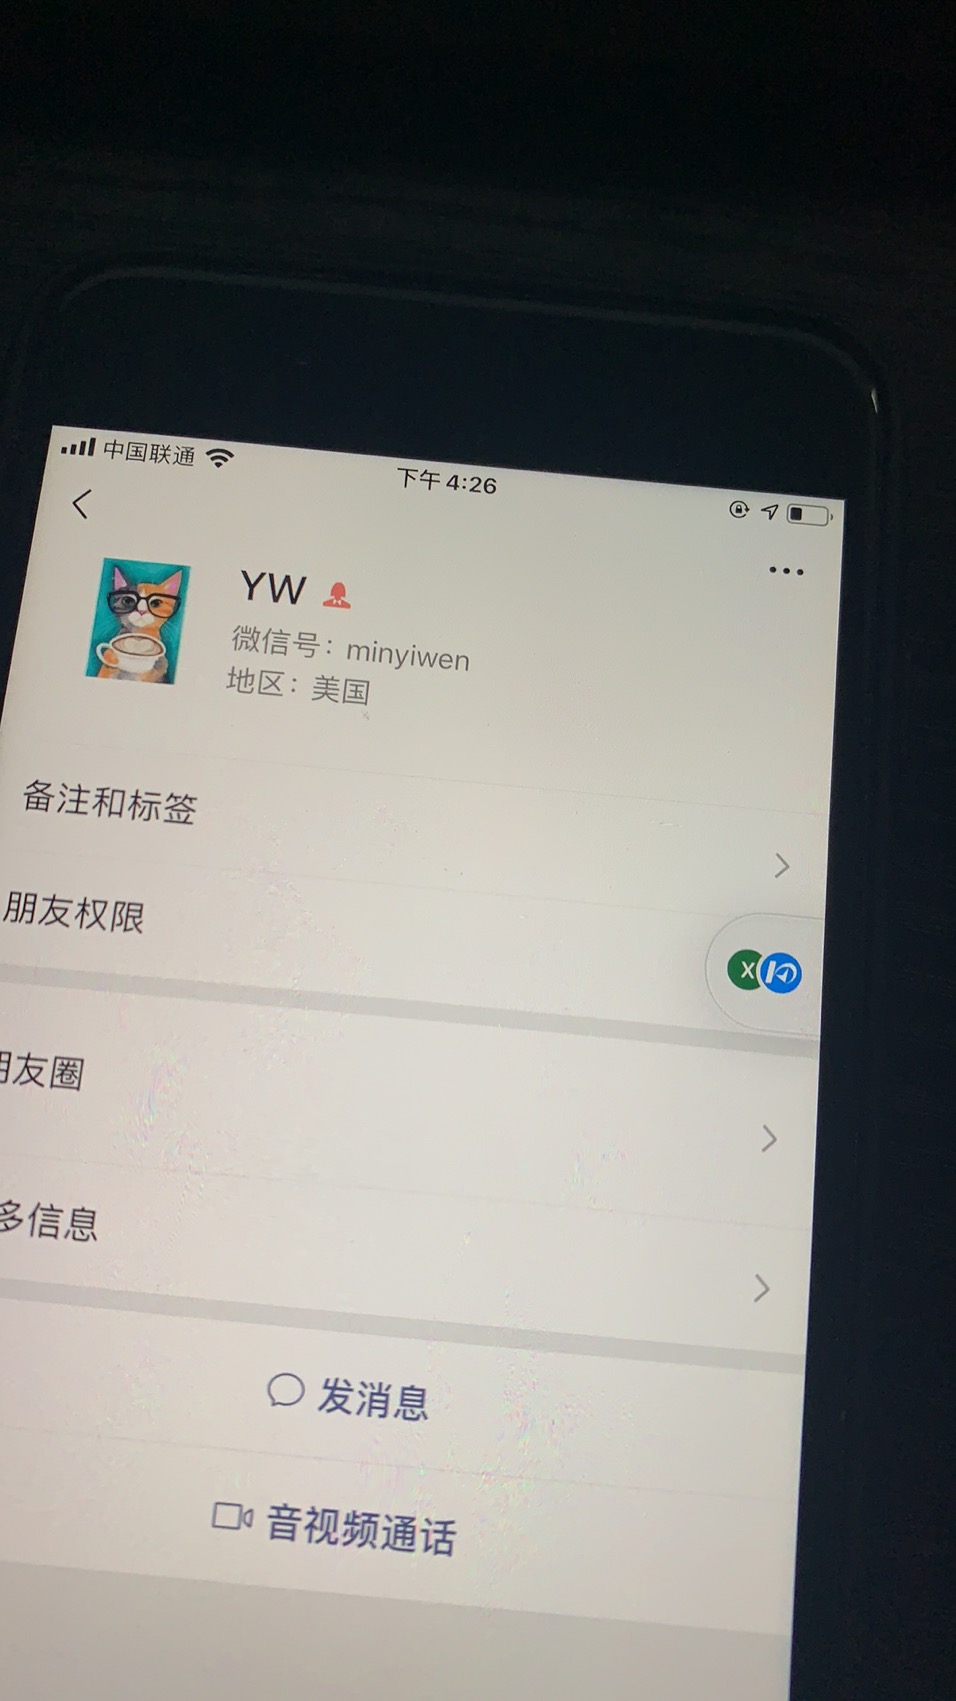 中国联通
下午4:26
YW
微信号：minyiwen
地区：美国
备注和标签
朋友权限
X
朋友圈
多信息
发消息
音视频通话